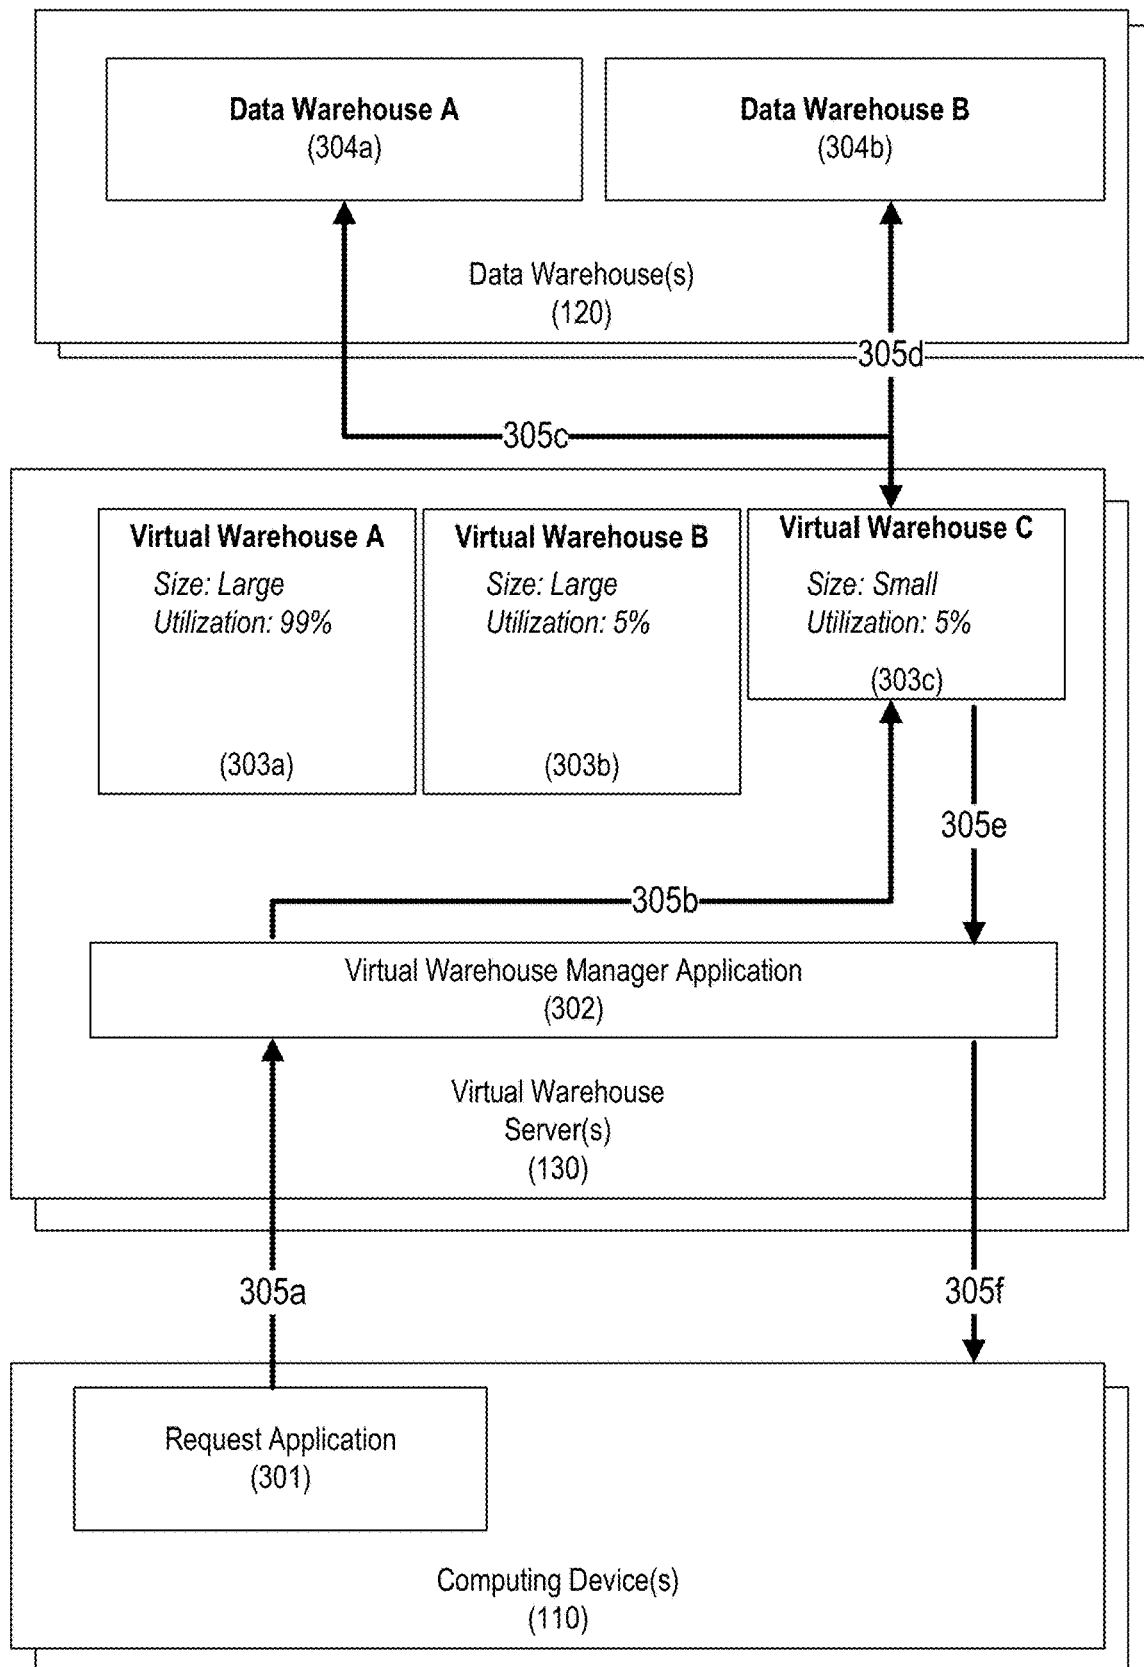 Data Warehouse A
(304a)
Data Warehouse B
(304b)
Data Warehouse(s)
(120)
305d
305c
Virtual Warehouse A
Size: Large
Utilization: 99%
(303a)
Virtual Warehouse B
Size: Large
Utilization: 5%
(303b)
Virtual Warehouse C
Size: Small
Utilization: 5%
(303c)
305e
305b
Virtual Warehouse Manager Application
(302)
Virtual Warehouse
Server(s)
(130)
305a
305f
Request Application
(301)
Computing Device(s)
(110)